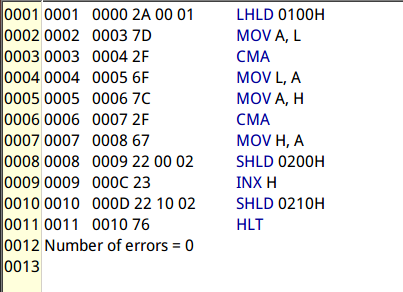 0001 0001 0000 2A 00 01 LHLD 0100H
0002 0002 0003 7D MOV A, L
0003 0003 0004 2F CMA
0004 0004 0005 6F MOV L, A
0005 0005 0006 7C MOV A, H
0006 0006 0007 2F CMA
0007 0007 0008 67 MOV H, A
0008 0008 0009 22 00 02 SHLD 0200H
0009 0009 000C 23 INX H
0010 0010 000D 22 10 02 SHLD 0210H
0011 0011 0010 76 HLT
0012 Number of errors = 0
0013